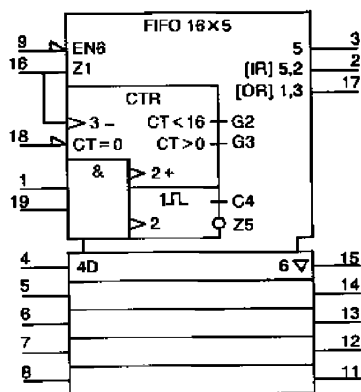 FIFO 16×5
9 EN6 5 3
16 Z1 [IR] 5,2 2
[OR] 1,3 17
CTR
3 − CT<16 G2
18 CT=0 CT>0 G3
& 2 +
1 1 C4
19 2 Z5
4 4D 6 ▽ 15
5 14
6 13
7 12
8 11